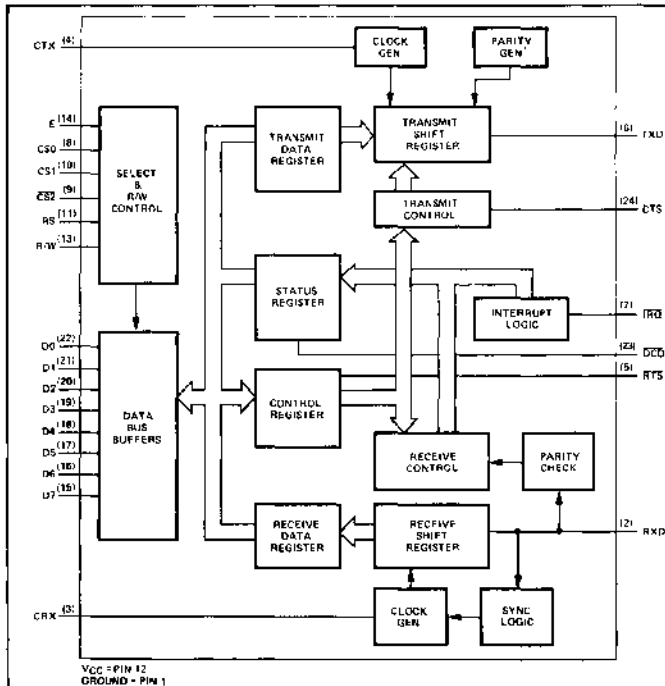 CTX (4)
CLOCK GEN
PARITY GEN
E (14)
CS0 (8)
CS1 (10)
CS2 (9)
RS (11)
R/W (13)
SELECT & R/W CONTROL
TRANSMIT DATA REGISTER
TRANSMIT SHIFT REGISTER
(6) TXD
TRANSMIT CONTROL
(24) CTS
STATUS REGISTER
INTERRUPT LOGIC
(7) IRQ
(23) DCD
(5) RTS
D0 (22)
D1 (21)
D2 (20)
D3 (19)
D4 (18)
D5 (17)
D6 (16)
D7 (15)
DATA BUS BUFFERS
CONTROL REGISTER
RECEIVE CONTROL
PARITY CHECK
RECEIVE DATA REGISTER
RECEIVE SHIFT REGISTER
(2) RXD
CRX (3)
CLOCK GEN
SYNC LOGIC
VCC = PIN 12
GROUND = PIN 1